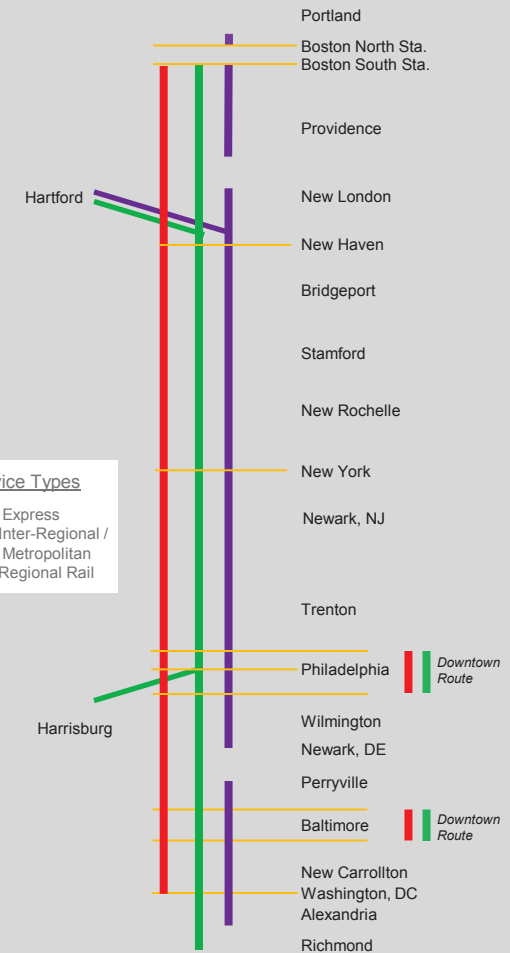 Portland
Boston North Sta.
Boston South Sta.
Providence
Hartford
New London
New Haven
Bridgeport
Stamford
New Rochelle
New York
Service Types
Express
Inter-Regional /
Metropolitan
Regional Rail
Newark, NJ
Trenton
Philadelphia
Downtown
Route
Harrisburg
Wilmington
Newark, DE
Perryville
Baltimore
Downtown
Route
New Carrollton
Washington, DC
Alexandria
Richmond